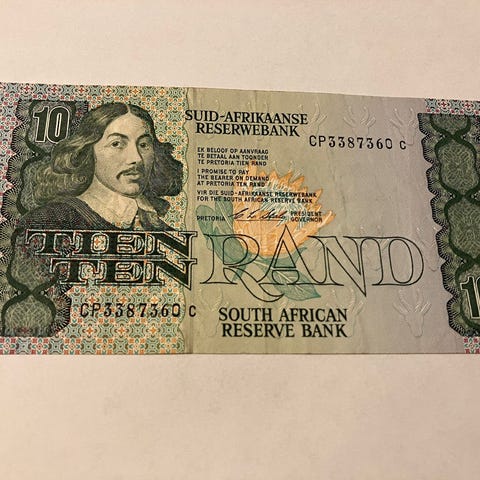 10
SUID-AFRIKAANSE
RESERWEBANK
CP3387360 C
EK BELOOF OP AANVRAAG
TE BETAAL AAN TOONDER
TE PRETORIA TIEN RAND
I PROMISE TO PAY
THE BEARER ON DEMAND
AT PRETORIA TEN RAND
VIR DIE SUID-AFRIKAANSE RESERWEBANK
FOR THE SOUTH AFRICAN RESERVE BANK
PRETORIA PRESIDENT
GOVERNOR
TIEN
TEN RAND
CP3387360 C
SOUTH AFRICAN
RESERVE BANK